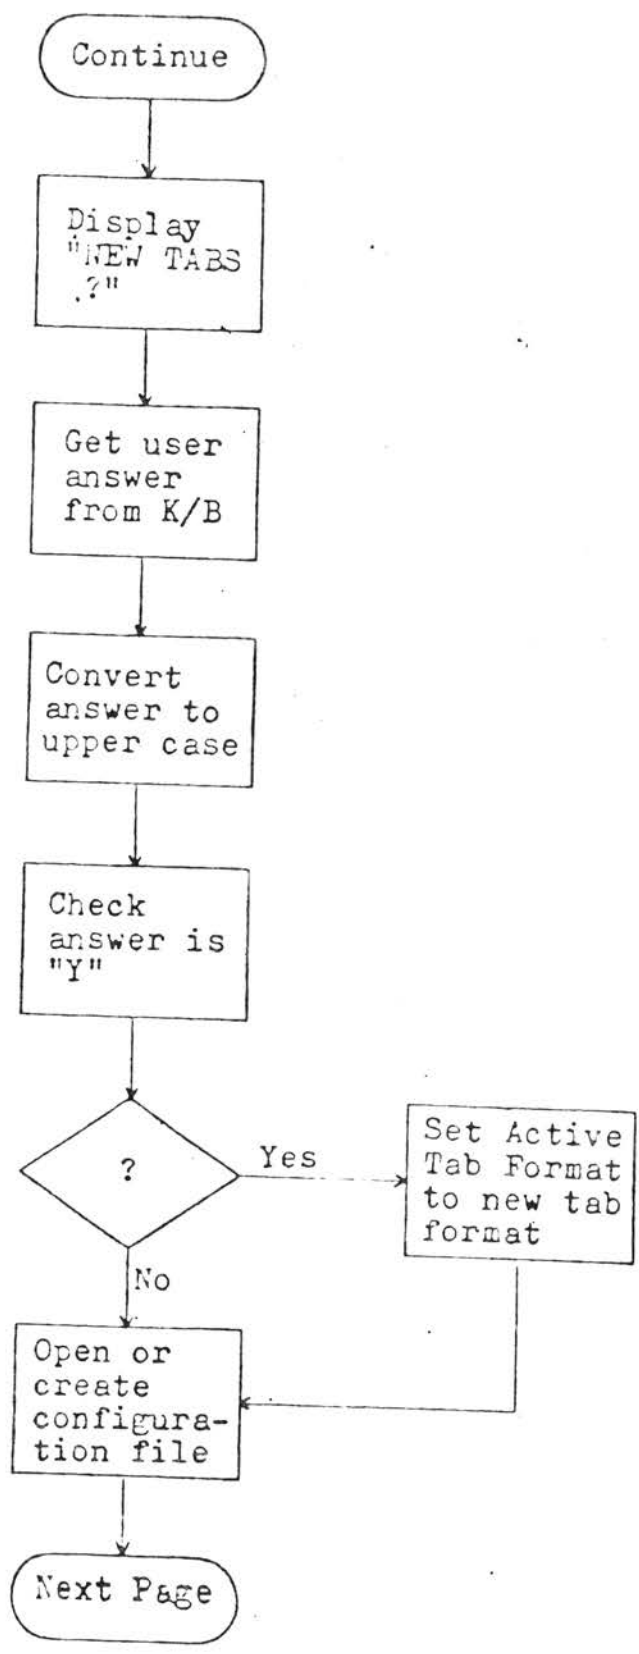 Continue
Display
"NEW TABS
?"
Get user
answer
from K/B
Convert
answer to
upper case
Check
answer is
"Y"
?
Yes
Set Active
Tab Format
to new tab
format
No
Open or
create
configura-
tion file
Next Page